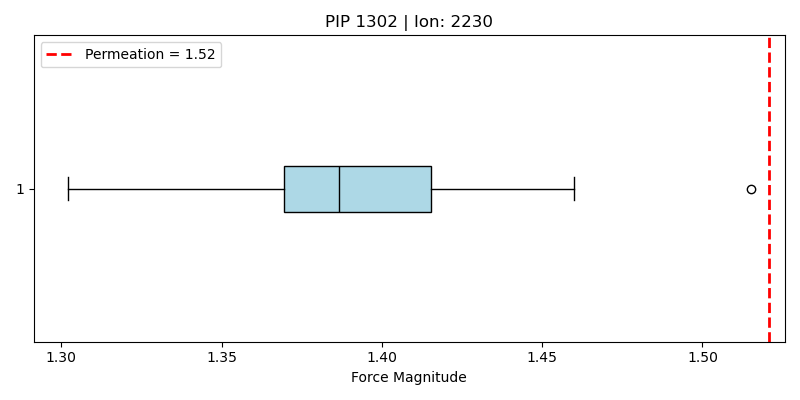 PIP 1302 | Ion: 2230
Permeation = 1.52
1
1.30 1.35 1.40 1.45 1.50
Force Magnitude